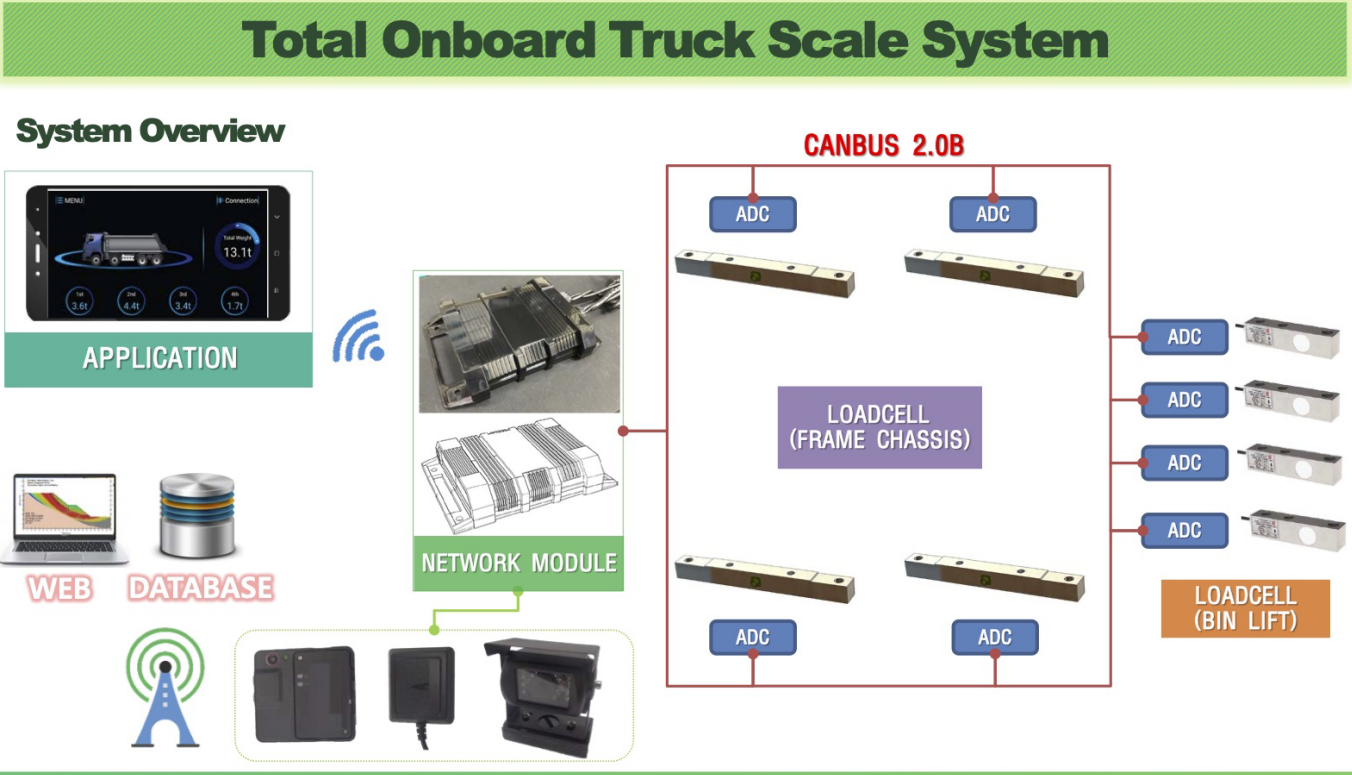 Total Onboard Truck Scale System
System Overview
CANBUS 2.0B
MENU
Connection
Total Weight
13.1t
1st
3.6t
2nd
4.4t
3rd
3.4t
4th
1.7t
APPLICATION
ADC
ADC
LOADCELL
(FRAME CHASSIS)
ADC
ADC
ADC
ADC
LOADCELL
(BIN LIFT)
ADC
ADC
NETWORK MODULE
WEB
DATABASE